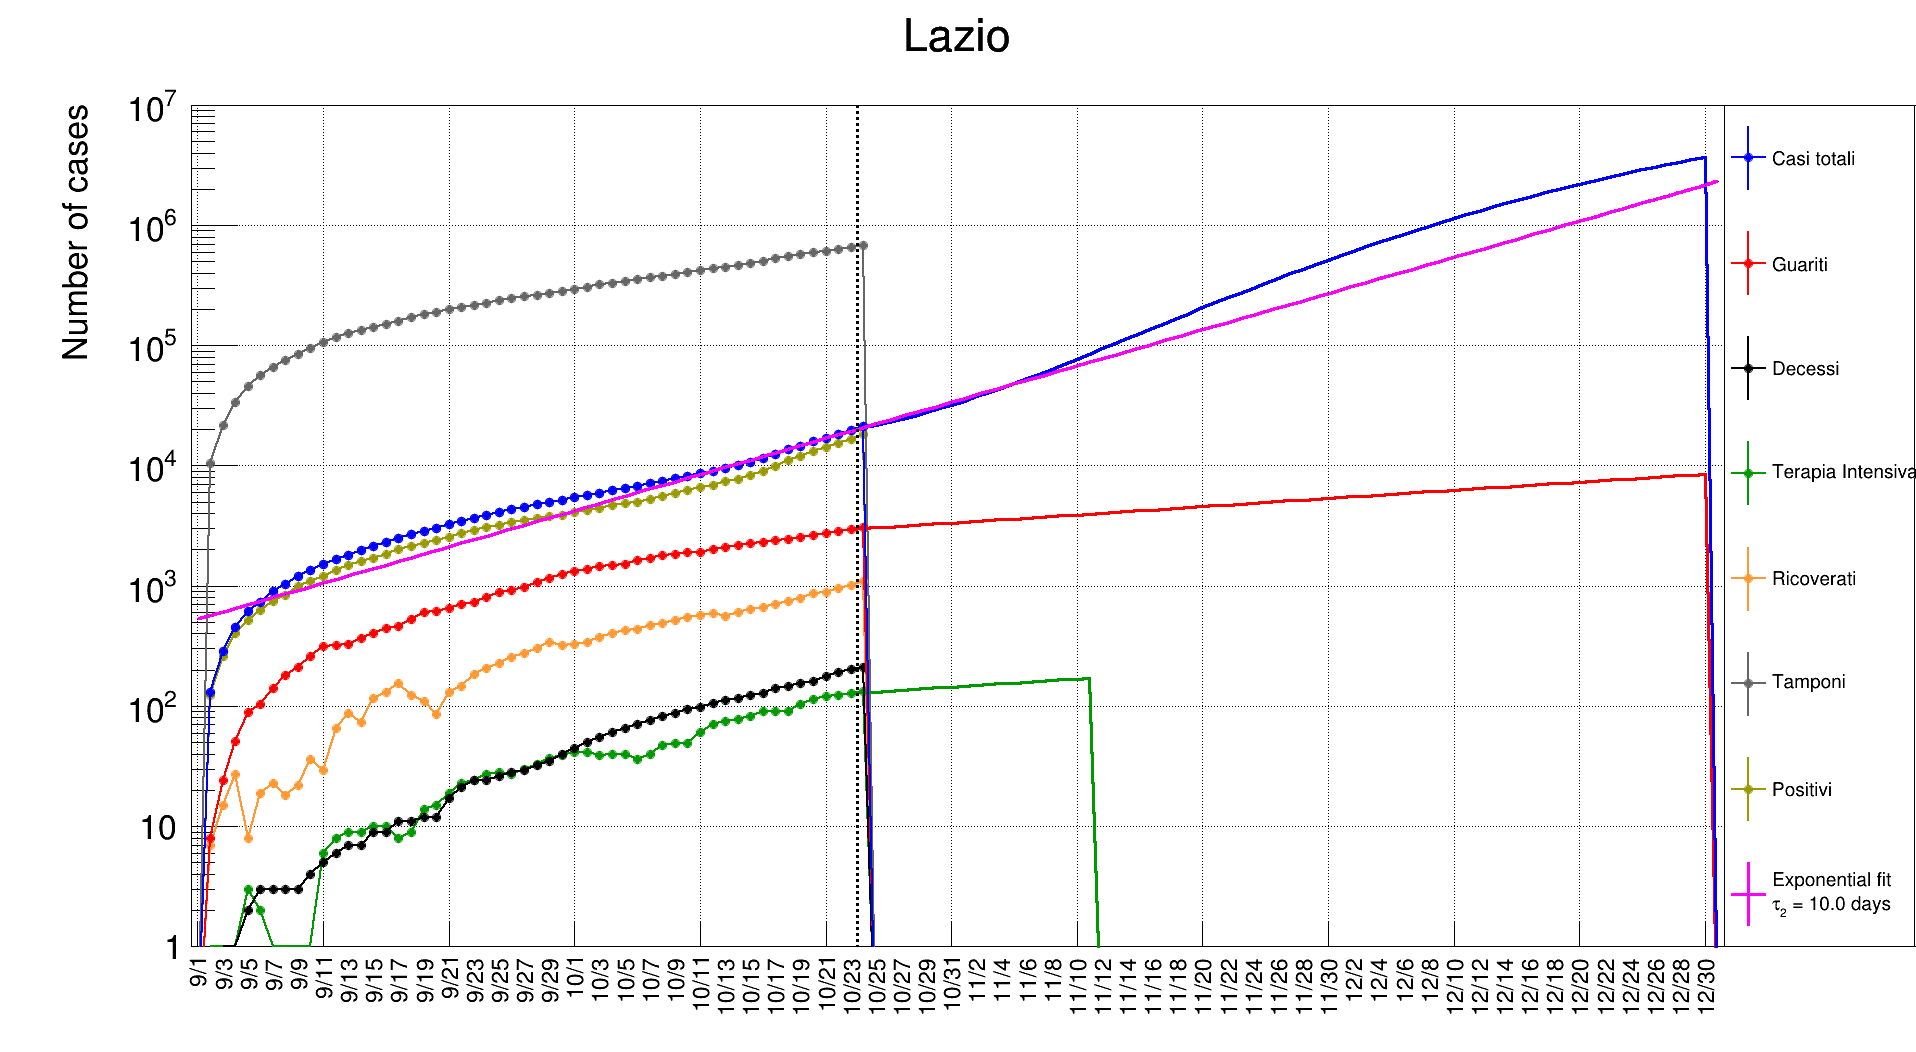 Lazio
Number of cases
10^7
10^6
10^5
10^4
10^3
10^2
10
1
9/1 9/3 9/5 9/7 9/9 9/11 9/13 9/15 9/17 9/19 9/21 9/23 9/25 9/27 9/29 10/1 10/3 10/5 10/7 10/9 10/11 10/13 10/15 10/17 10/19 10/21 10/23 10/25 10/27 10/29 10/31 11/2 11/4 11/6 11/8 11/10 11/12 11/14 11/16 11/18 11/20 11/22 11/24 11/26 11/28 11/30 12/2 12/4 12/6 12/8 12/10 12/12 12/14 12/16 12/18 12/20 12/22 12/24 12/26 12/28 12/30
Casi totali
Guariti
Decessi
Terapia Intensiva
Ricoverati
Tamponi
Positivi
Exponential fit
τ₂ = 10.0 days